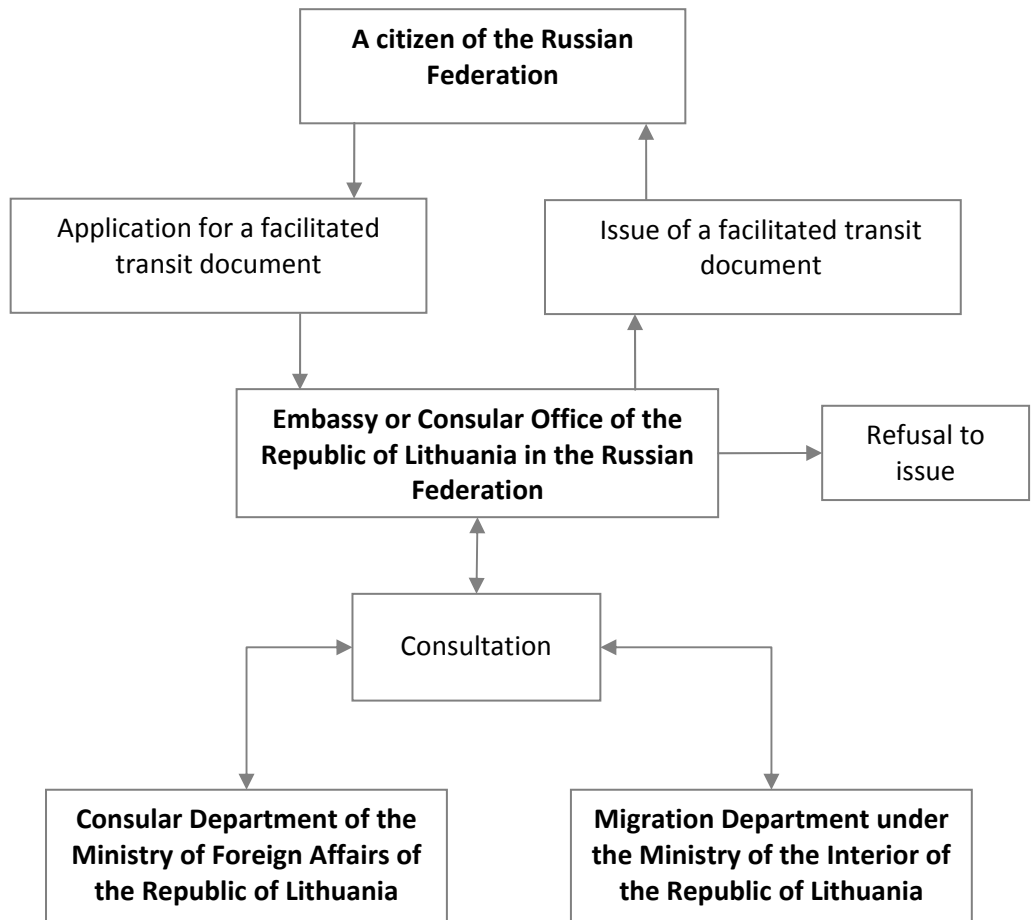 A citizen of the Russian
Federation
Application for a facilitated
transit document
Issue of a facilitated transit
document
Embassy or Consular Office of the
Republic of Lithuania in the Russian
Federation
Refusal to
issue
Consultation
Consular Department of the
Ministry of Foreign Affairs of
the Republic of Lithuania
Migration Department under
the Ministry of the Interior of
the Republic of Lithuania